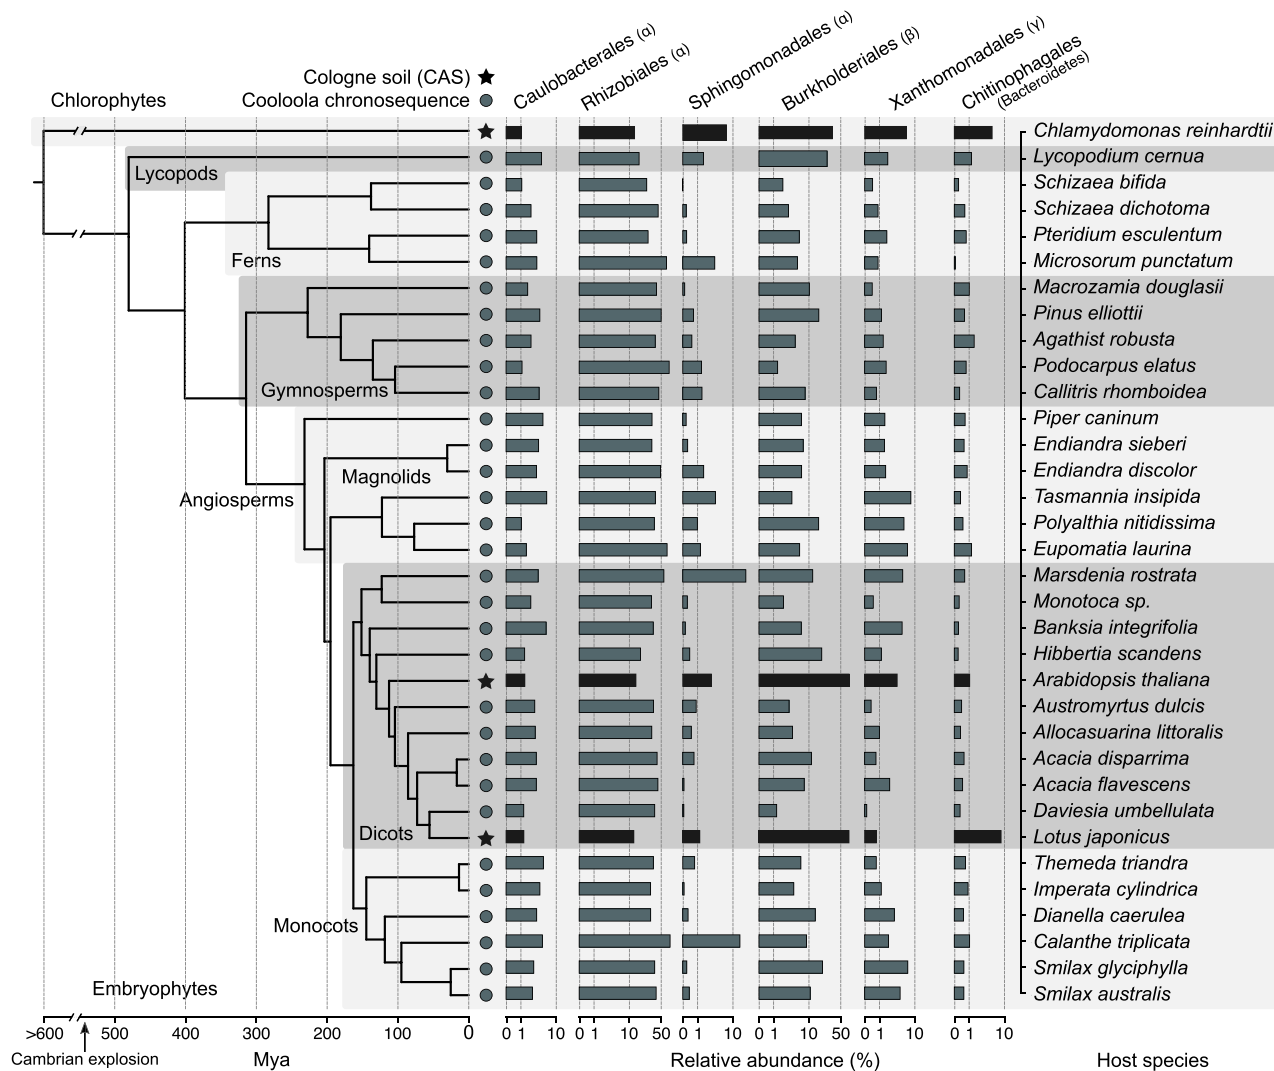 Cologne soil (CAS)
Chlorophytes
Cooloola chronosequence
Caulobacterales (α)
Rhizobiales (α)
Sphingomonadales (α)
Burkholderiales (β)
Xanthomonadales (γ)
Chitinophagales
(Bacteroidetes)
Chlamydomonas reinhardtii
Lycopodium cernua
Lycopods
Schizaea bifida
Schizaea dichotoma
Pteridium esculentum
Ferns
Microsorum punctatum
Macrozamia douglasii
Pinus elliottii
Agathist robusta
Podocarpus elatus
Gymnosperms
Callitris rhomboidea
Piper caninum
Endiandra sieberi
Magnolids
Endiandra discolor
Angiosperms
Tasmannia insipida
Polyalthia nitidissima
Eupomatia laurina
Marsdenia rostrata
Monotoca sp.
Banksia integrifolia
Hibbertia scandens
Arabidopsis thaliana
Austromyrtus dulcis
Allocasuarina littoralis
Acacia disparrima
Acacia flavescens
Daviesia umbellulata
Dicots
Lotus japonicus
Themeda triandra
Imperata cylindrica
Monocots
Dianella caerulea
Calanthe triplicata
Smilax glyciphylla
Embryophytes
Smilax australis
>600 500 400 300 200 100 0 0 1 0 1 10 50 0 1 10 0 1 10 50 0 1 10 0 1 10
Cambrian explosion
Mya
Relative abundance (%)
Host species